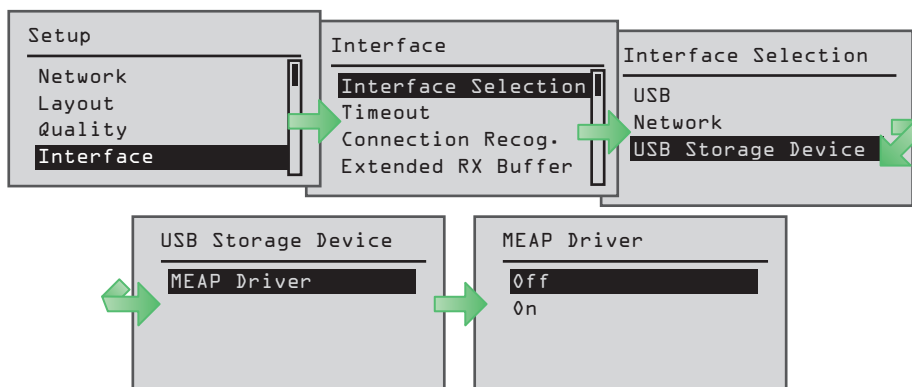 Setup
Network
Layout
Quality
Interface
Interface
Interface Selection
Timeout
Connection Recog.
Extended RX Buffer
Interface Selection
USB
Network
USB Storage Device
USB Storage Device
MEAP Driver
MEAP Driver
Off
On